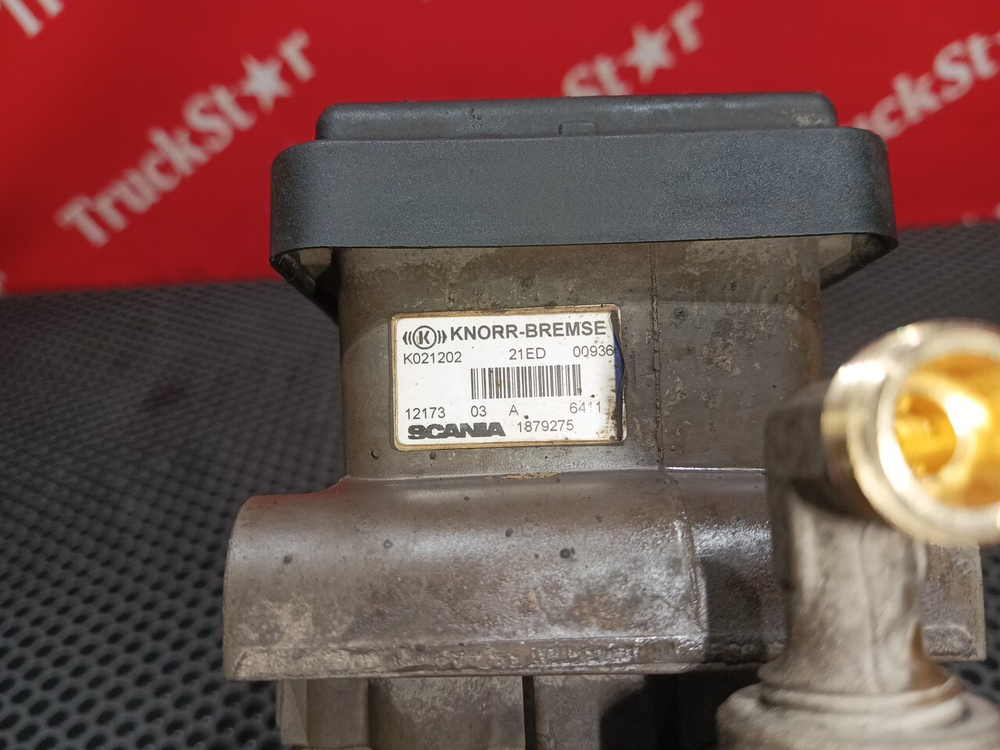 TruckStar
TruckStar
TruckSt
K KNORR-BREMSE
K021202 21ED 00936
12173 03 A 6411
SCANIA 1879275